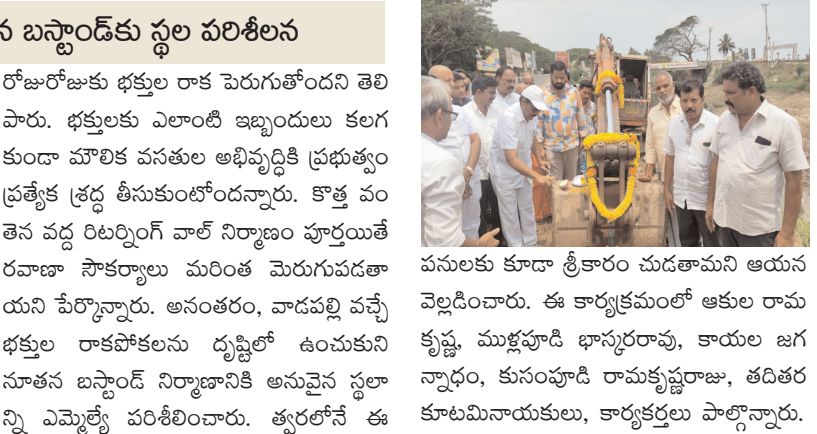 న బస్టాండ్‌కు స్థల పరిశీలన
రోజురోజుకు భక్తుల రాక పెరుగుతోందని తెలి
పారు. భక్తులకు ఎలాంటి ఇబ్బందులు కలగ
కుండా మౌలిక వసతుల అభివృద్ధికి ప్రభుత్వం
ప్రత్యేక శ్రద్ధ తీసుకుంటోందన్నారు. కొత్త వం
తెన వద్ద రిటర్నింగ్ వాల్ నిర్మాణం పూర్తయితే
రవాణా సౌకర్యాలు మరింత మెరుగుపడతా
యని పేర్కొన్నారు. అనంతరం, వాడపల్లి వచ్చే
భక్తుల రాకపోకలను దృష్టిలో ఉంచుకుని
నూతన బస్టాండ్ నిర్మాణానికి అనువైన స్థలా
న్ని ఎమ్మెల్యే పరిశీలించారు. త్వరలోనే ఈ
పనులకు కూడా శ్రీకారం చుడతామని ఆయన
వెల్లడించారు. ఈ కార్యక్రమంలో ఆకుల రామ
కృష్ణ, ముళ్లపూడి భాస్కరరావు, కాయల జగ
న్నాధం, కుసంపూడి రామకృష్ణరాజు, తదితర
కూటమినాయకులు, కార్యకర్తలు పాల్గొన్నారు.